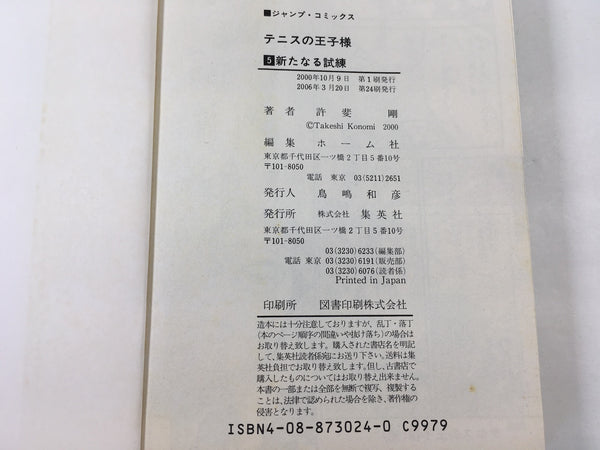 ■ジャンプ・コミックス
テニスの王子様
5新たなる試練
2000年10月9日 第1刷発行
2006年3月20日 第24刷発行
著者 許斐 剛
©Takeshi Konomi 2000
編集 ホーム社
東京都千代田区一ツ橋2丁目5番10号
〒101-8050
電話 東京 03(5211)2651
発行人 鳥嶋和彦
発行所 株式会社 集英社
東京都千代田区一ツ橋2丁目5番10号
〒101-8050
03(3230)6233(編集部)
電話 東京 03(3230)6191(販売部)
03(3230)6076(読者係)
Printed in Japan
印刷所 図書印刷株式会社
造本には十分注意しておりますが、乱丁・落丁
(本のページ順序の間違いや抜け落ち)の場合は
お取り替え致します。購入された書店名を明記
して、集英社読者係宛にお送り下さい。送料は集
英社負担でお取り替え致します。但し、古書店で
購入したものについてはお取り替え出来ません。
本書の一部または全部を無断で複写、複製する
ことは、法律で認められた場合を除き、著作権の
侵害となります。
ISBN4-08-873024-0 C9979